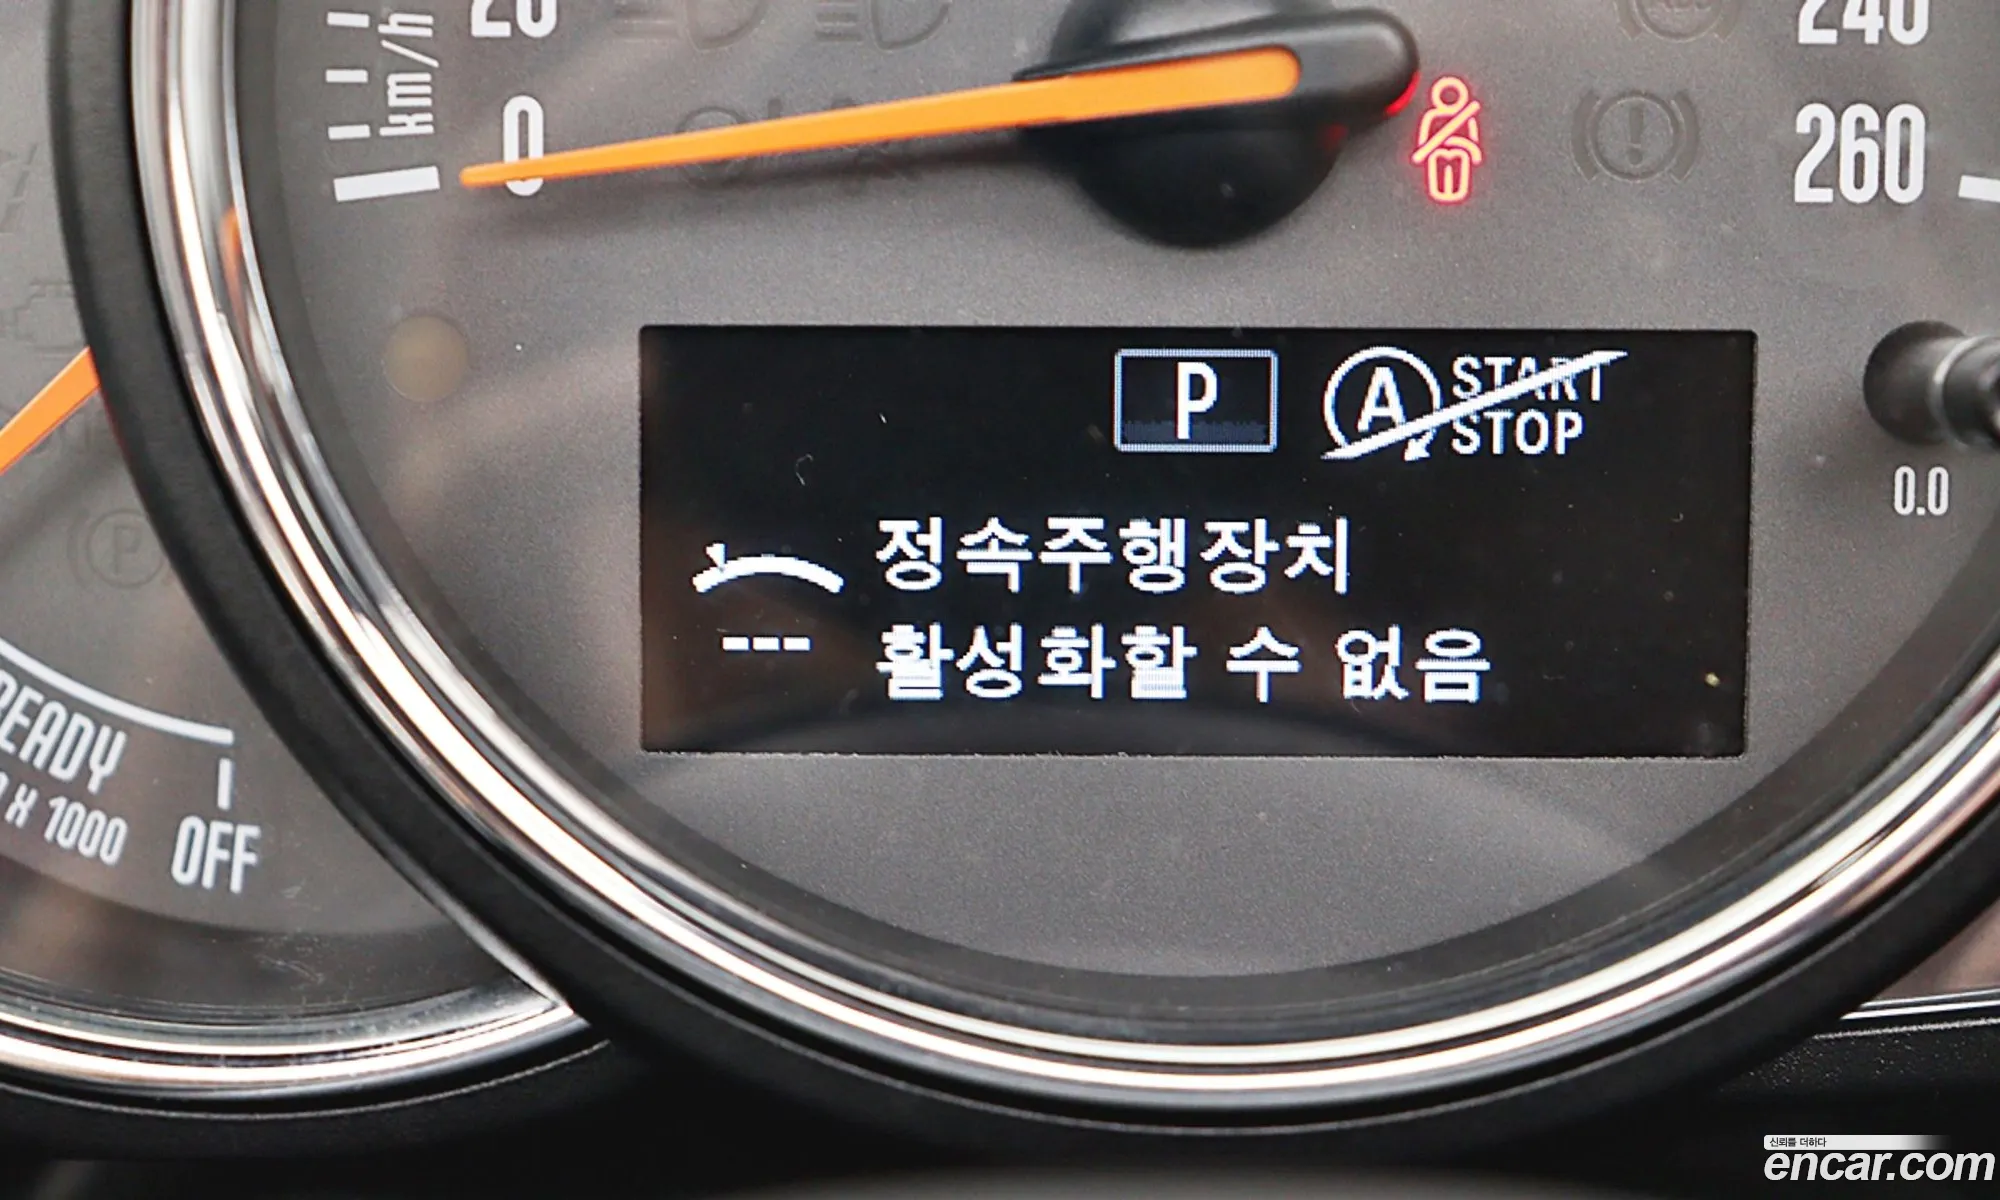 20
km/h
0
240
260
P
A
START
STOP
0.0
정속주행장치
---
활성화할 수 없음
READY
X 1000
OFF
신뢰를 더하다
encar.com